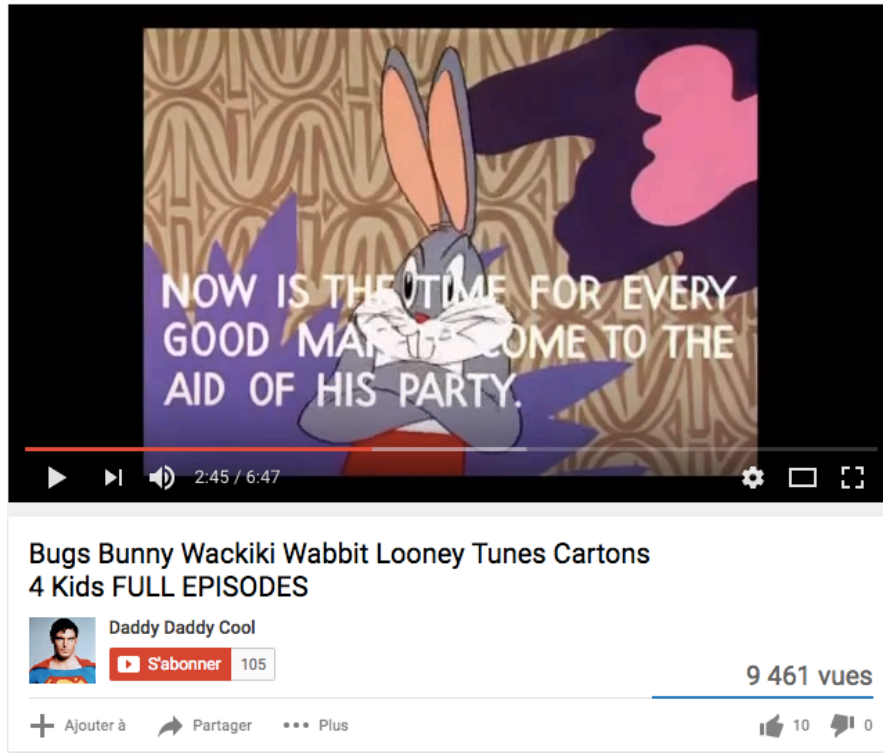 NOW IS THE TIME FOR EVERY
GOOD MAN TO COME TO THE
AID OF HIS PARTY.
2:45 / 6:47
Bugs Bunny Wackiki Wabbit Looney Tunes Cartons
4 Kids FULL EPISODES
Daddy Daddy Cool
S'abonner 105
9 461 vues
Ajouter à Partager Plus 10 0